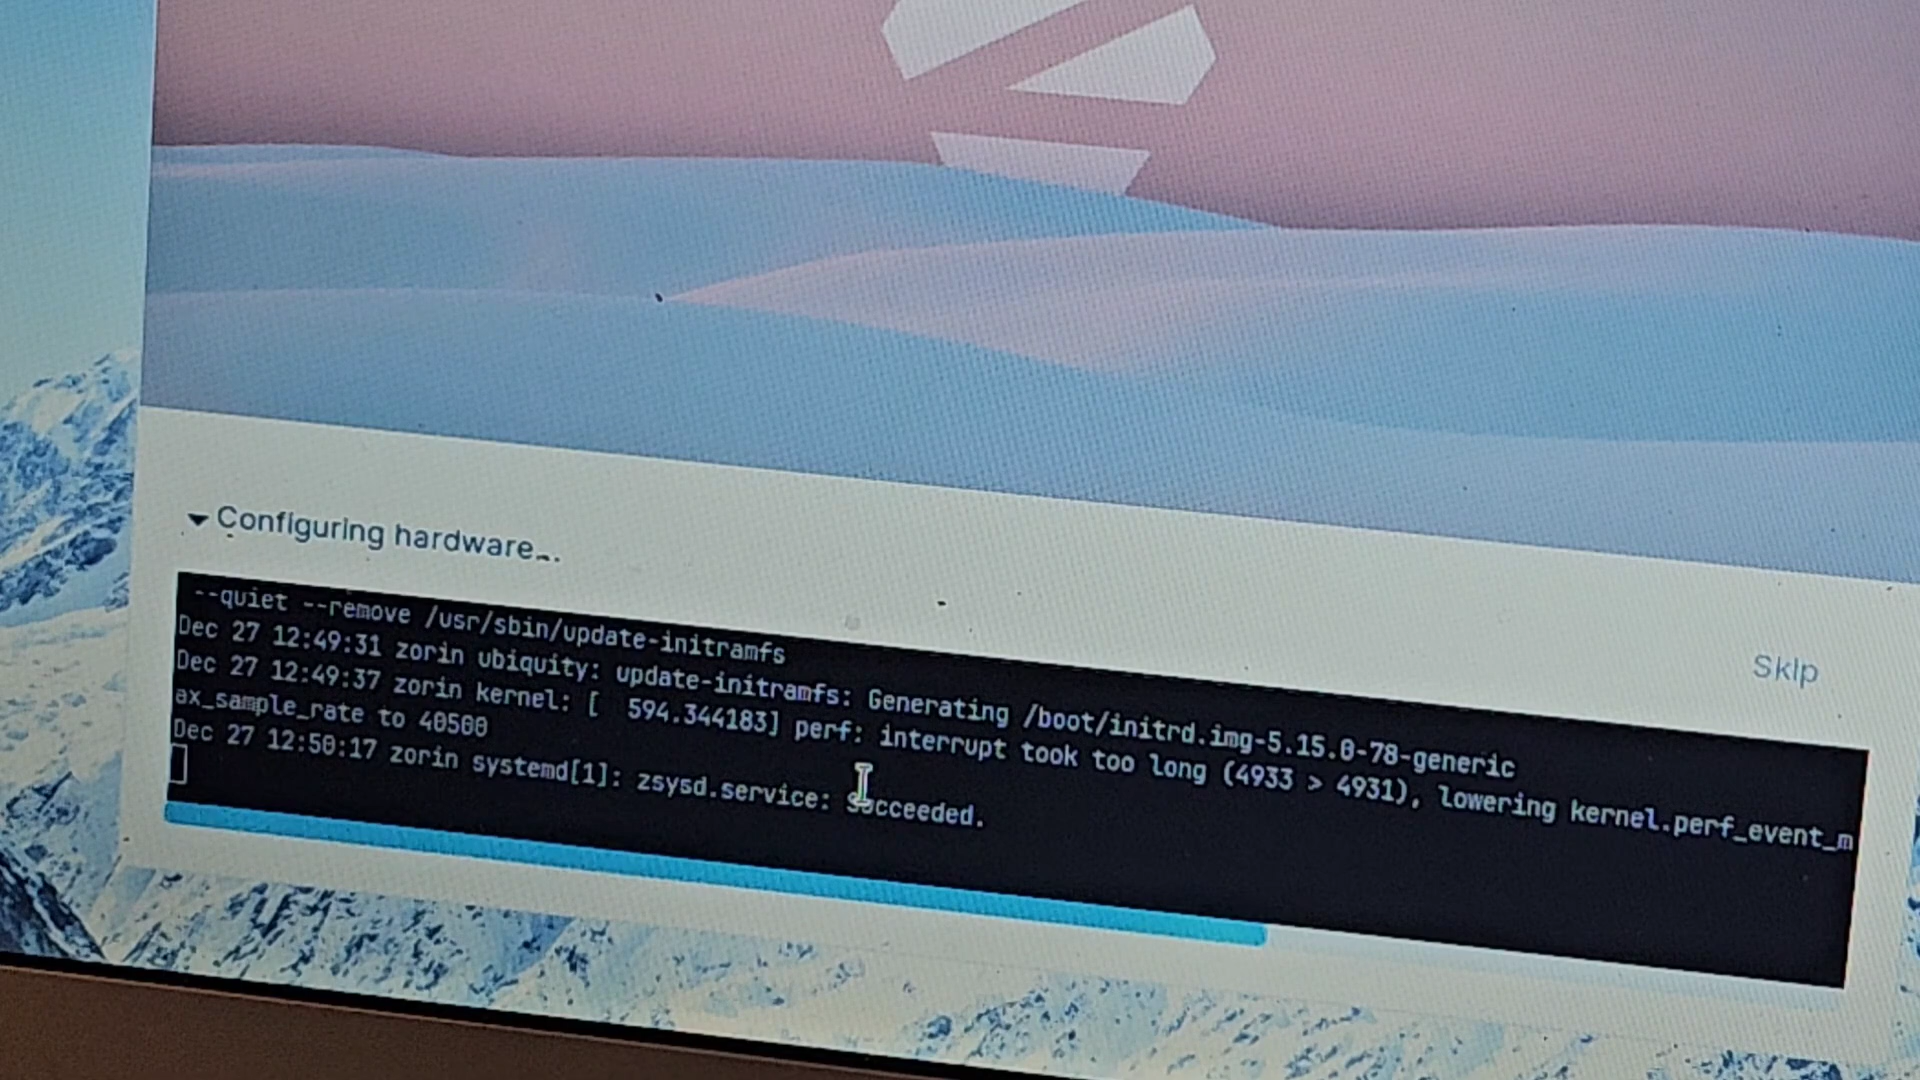 Configuring hardware...
--quiet --remove /usr/sbin/update-initramfs
Dec 27 12:49:31 zorin ubiquity: update-initramfs: Generating /boot/initrd.img-5.15.0-78-generic
Dec 27 12:49:37 zorin kernel: [  594.344183] perf: interrupt took too long (4933 > 4931), lowering kernel.perf_event_m
ax_sample_rate to 40500
Dec 27 12:50:17 zorin systemd[1]: zsysd.service: Succeeded.
Skip